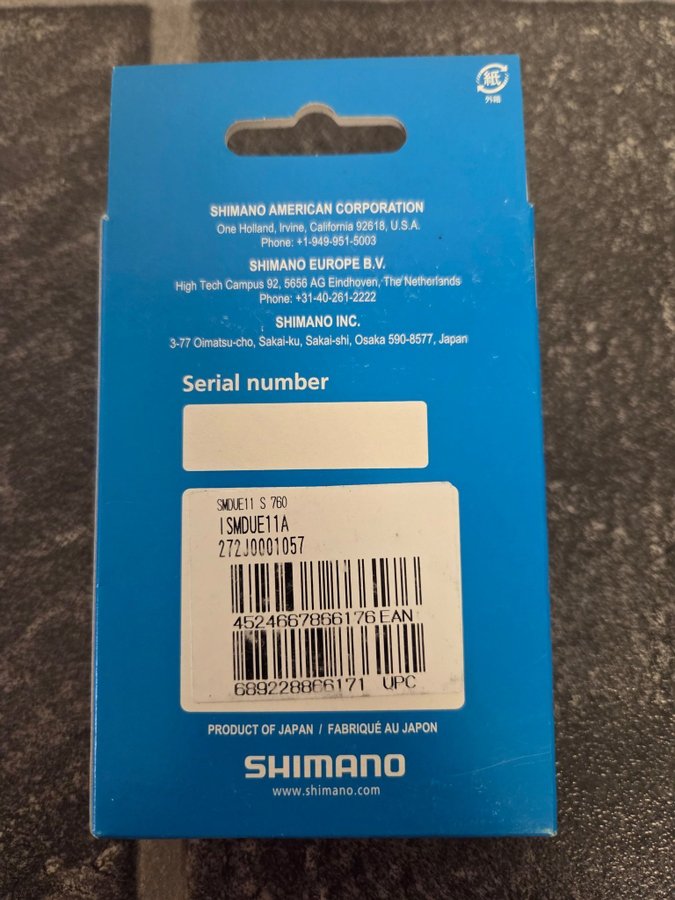 紙
外箱
SHIMANO AMERICAN CORPORATION
One Holland, Irvine, California 92618, U.S.A.
Phone: +1-949-951-5003
SHIMANO EUROPE B.V.
High Tech Campus 92, 5656 AG Eindhoven, The Netherlands
Phone: +31-40-261-2222
SHIMANO INC.
3-77 Oimatsu-cho, Sakai-ku, Sakai-shi, Osaka 590-8577, Japan
Serial number
SMDUE11 S 760
ISMDUE11A
272J0001057
4524667866176 EAN
689228866171 UPC
PRODUCT OF JAPAN / FABRIQUÉ AU JAPON
SHIMANO
www.shimano.com